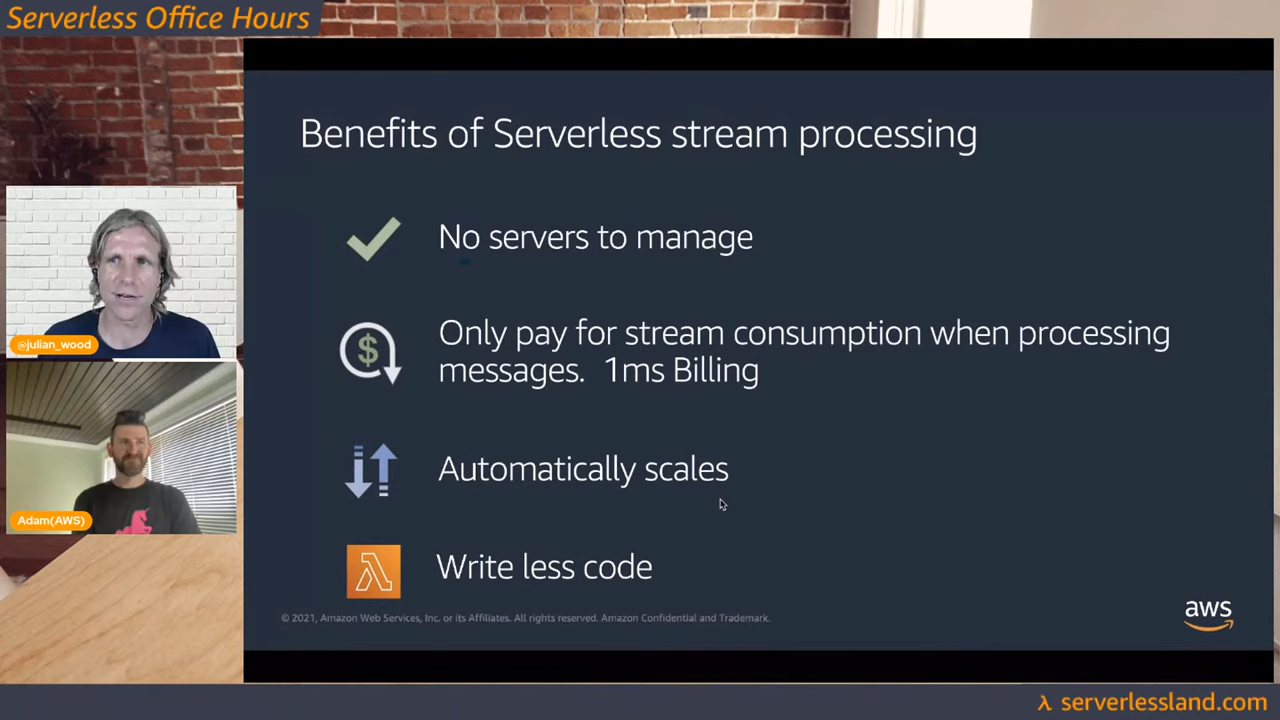 Serverless Office Hours
Benefits of Serverless stream processing
No servers to manage
$
Only pay for stream consumption when processing
messages. 1ms Billing
Automatically scales
λ
Write less code
@julian_wood
Adam(AWS)
© 2021, Amazon Web Services, Inc. or its Affiliates. All rights reserved. Amazon Confidential and Trademark.
aws
λ serverlessland.com